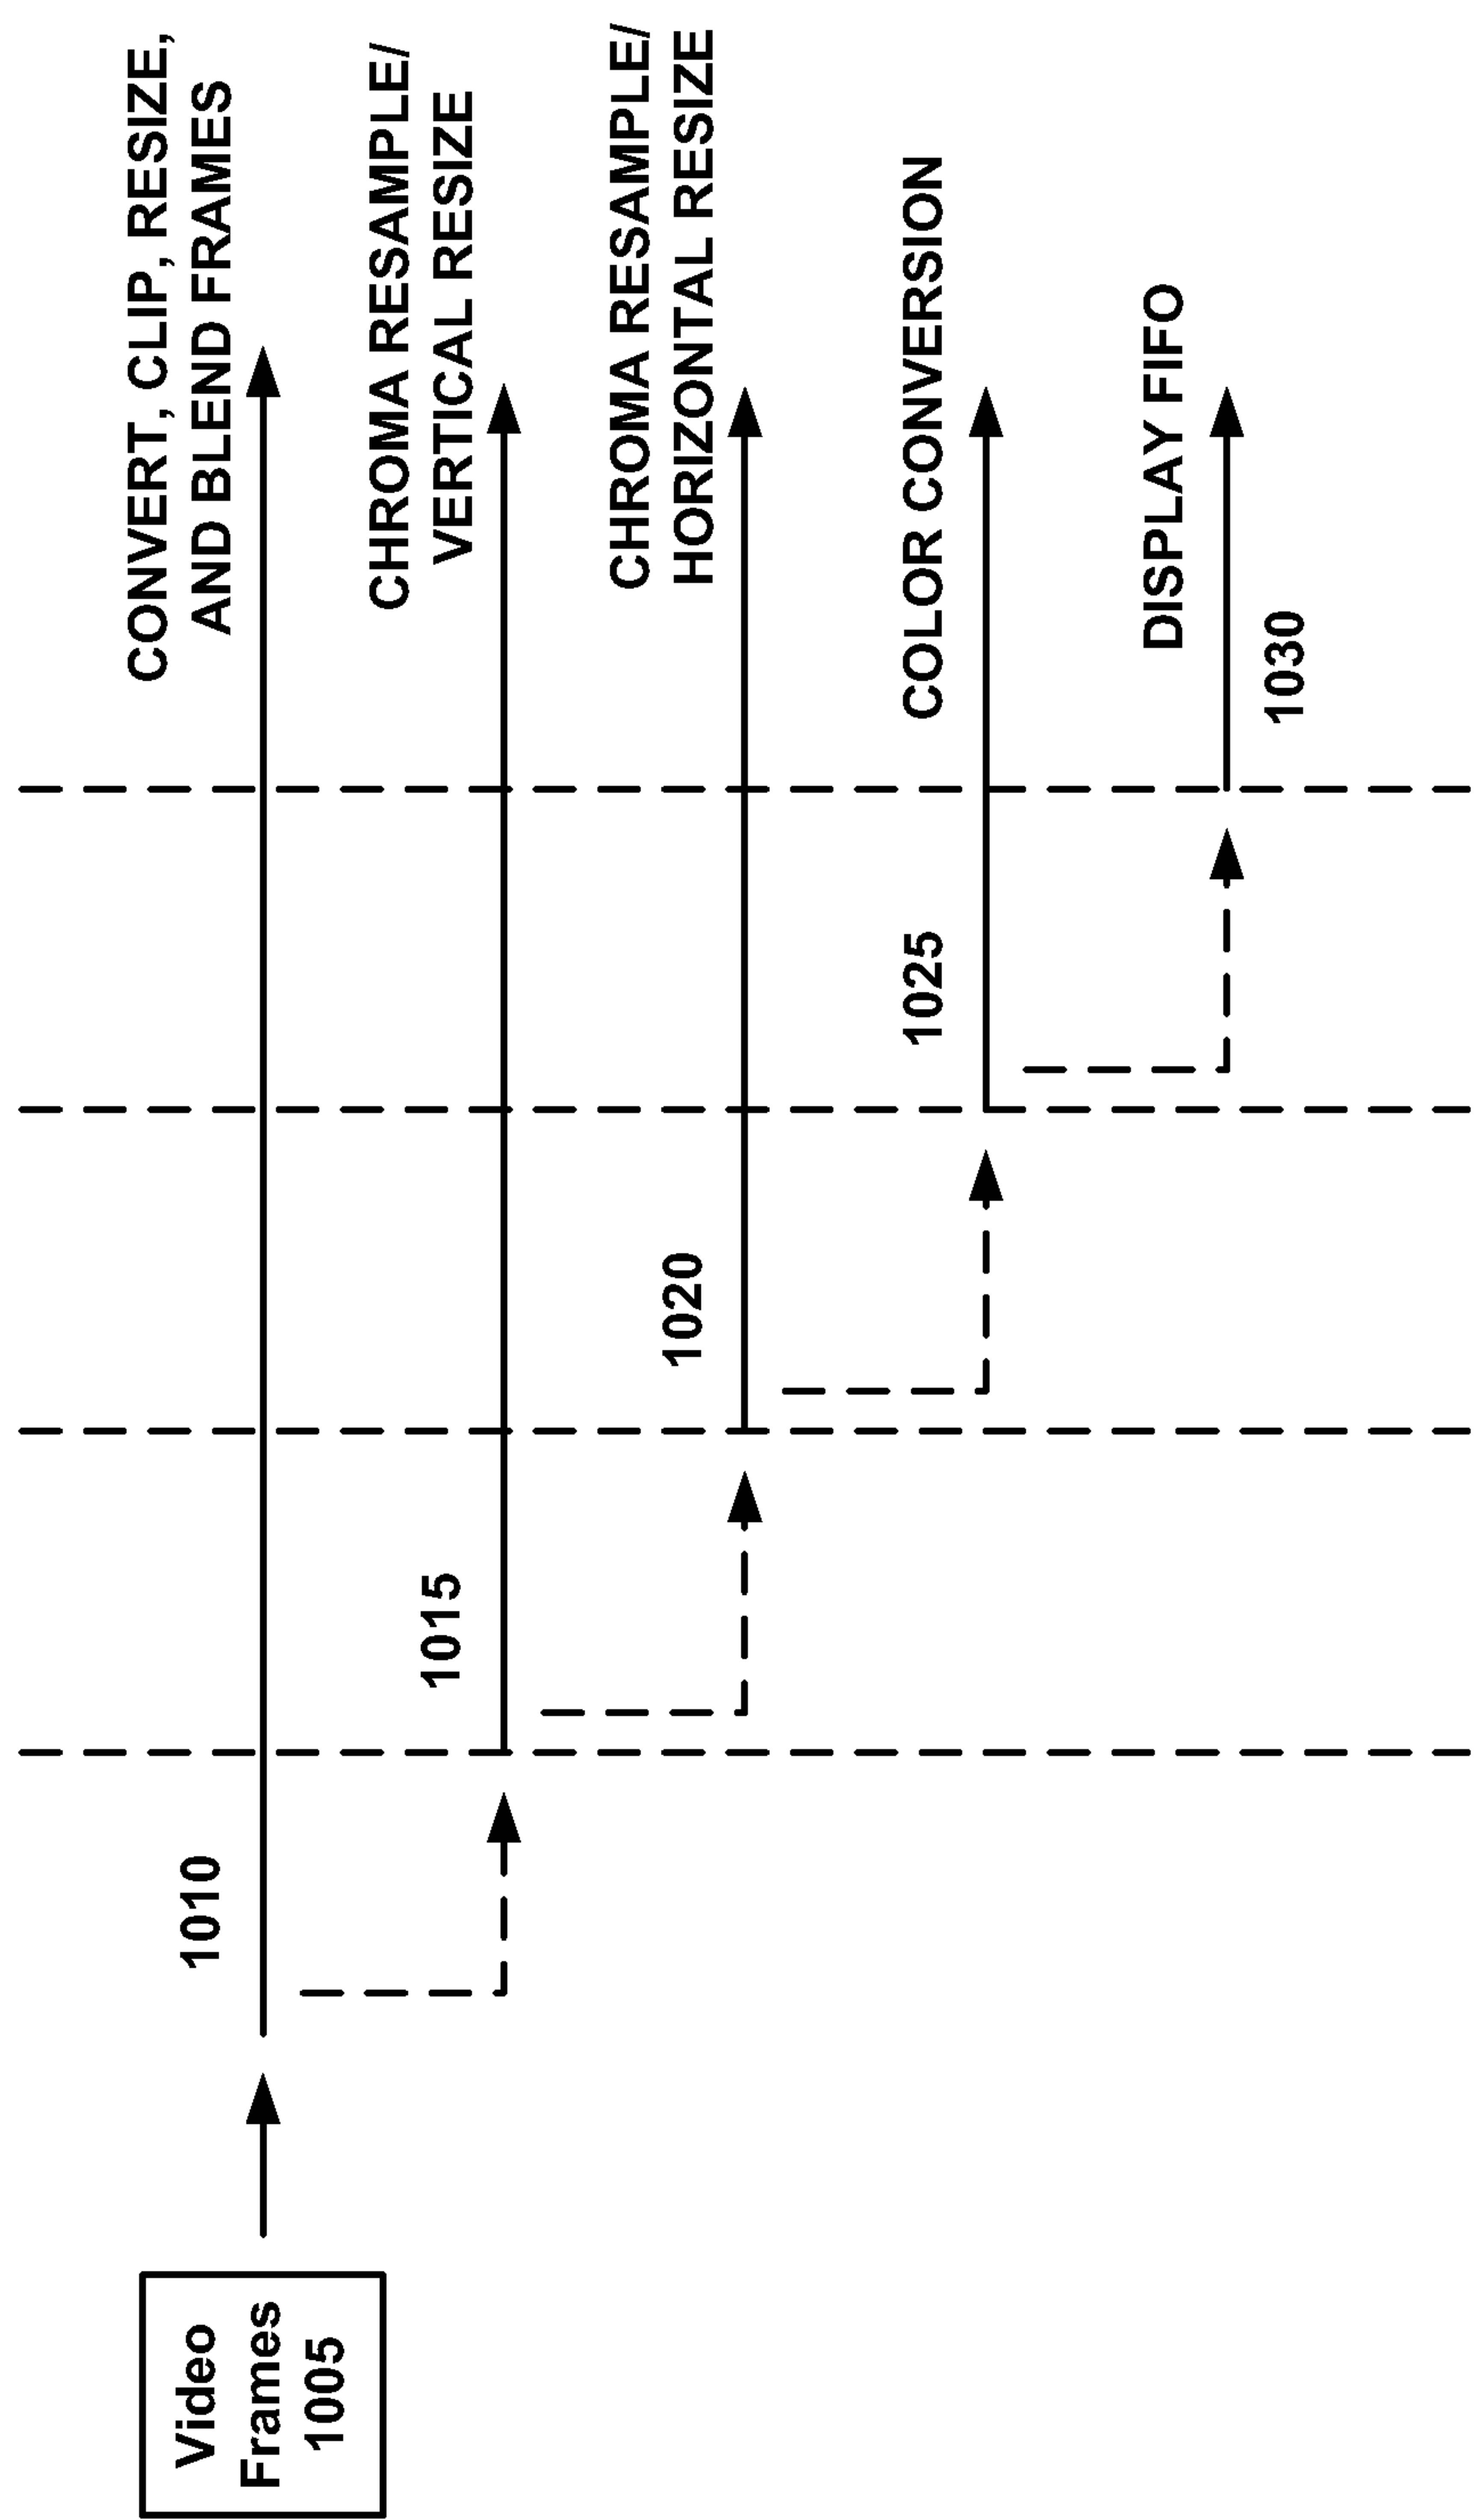 Video
Frames
1005
1010
CONVERT, CLIP, RESIZE,
AND BLEND FRAMES
1015
CHROMA RESAMPLE/
VERTICAL RESIZE
1020
CHROMA RESAMPLE/
HORIZONTAL RESIZE
1025
COLOR CONVERSION
DISPLAY FIFO
1030